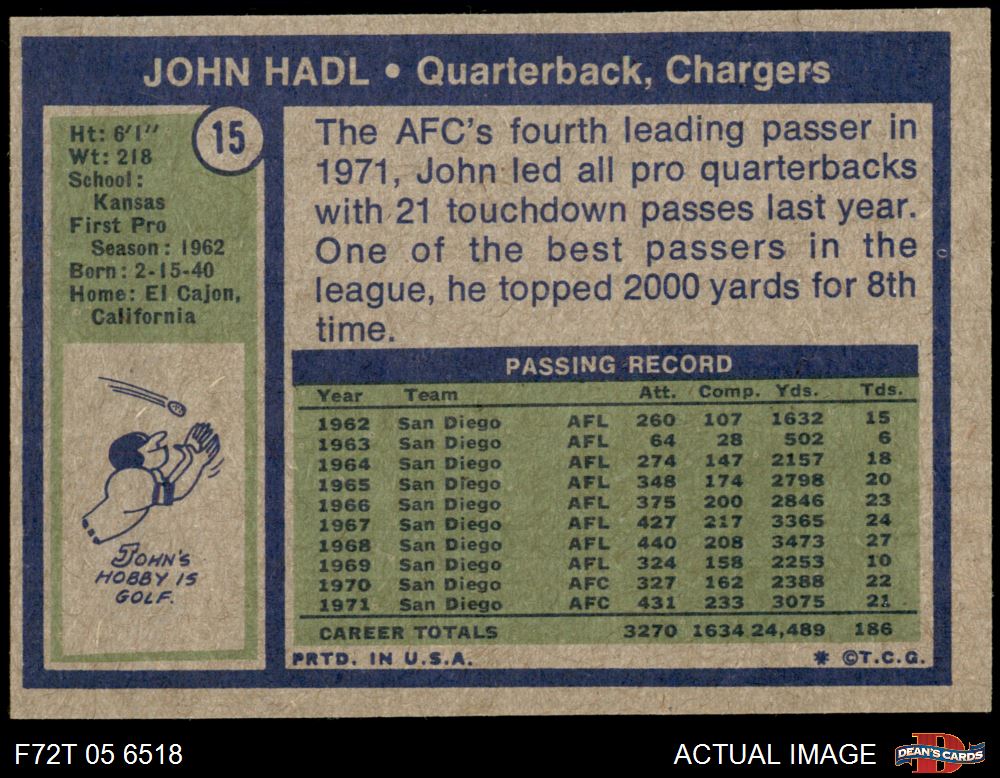 JOHN HADL • Quarterback, Chargers
15
Ht: 6'1"
Wt: 218
School:
Kansas
First Pro
Season: 1962
Born: 2-15-40
Home: El Cajon,
California
JOHN'S
HOBBY IS
GOLF.
The AFC's fourth leading passer in
1971, John led all pro quarterbacks
with 21 touchdown passes last year.
One of the best passers in the
league, he topped 2000 yards for 8th
time.
PASSING RECORD
Year Team Att. Comp. Yds. Tds.
1962 San Diego AFL 260 107 1632 15
1963 San Diego AFL 64 28 502 6
1964 San Diego AFL 274 147 2157 18
1965 San Diego AFL 348 174 2798 20
1966 San Diego AFL 375 200 2846 23
1967 San Diego AFL 427 217 3365 24
1968 San Diego AFL 440 208 3473 27
1969 San Diego AFL 324 158 2253 10
1970 San Diego AFC 327 162 2388 22
1971 San Diego AFC 431 233 3075 21
CAREER TOTALS 3270 1634 24,489 186
PRTD. IN U.S.A. * ©T.C.G.
F72T 05 6518
ACTUAL IMAGE
D
DEAN'S CARDS